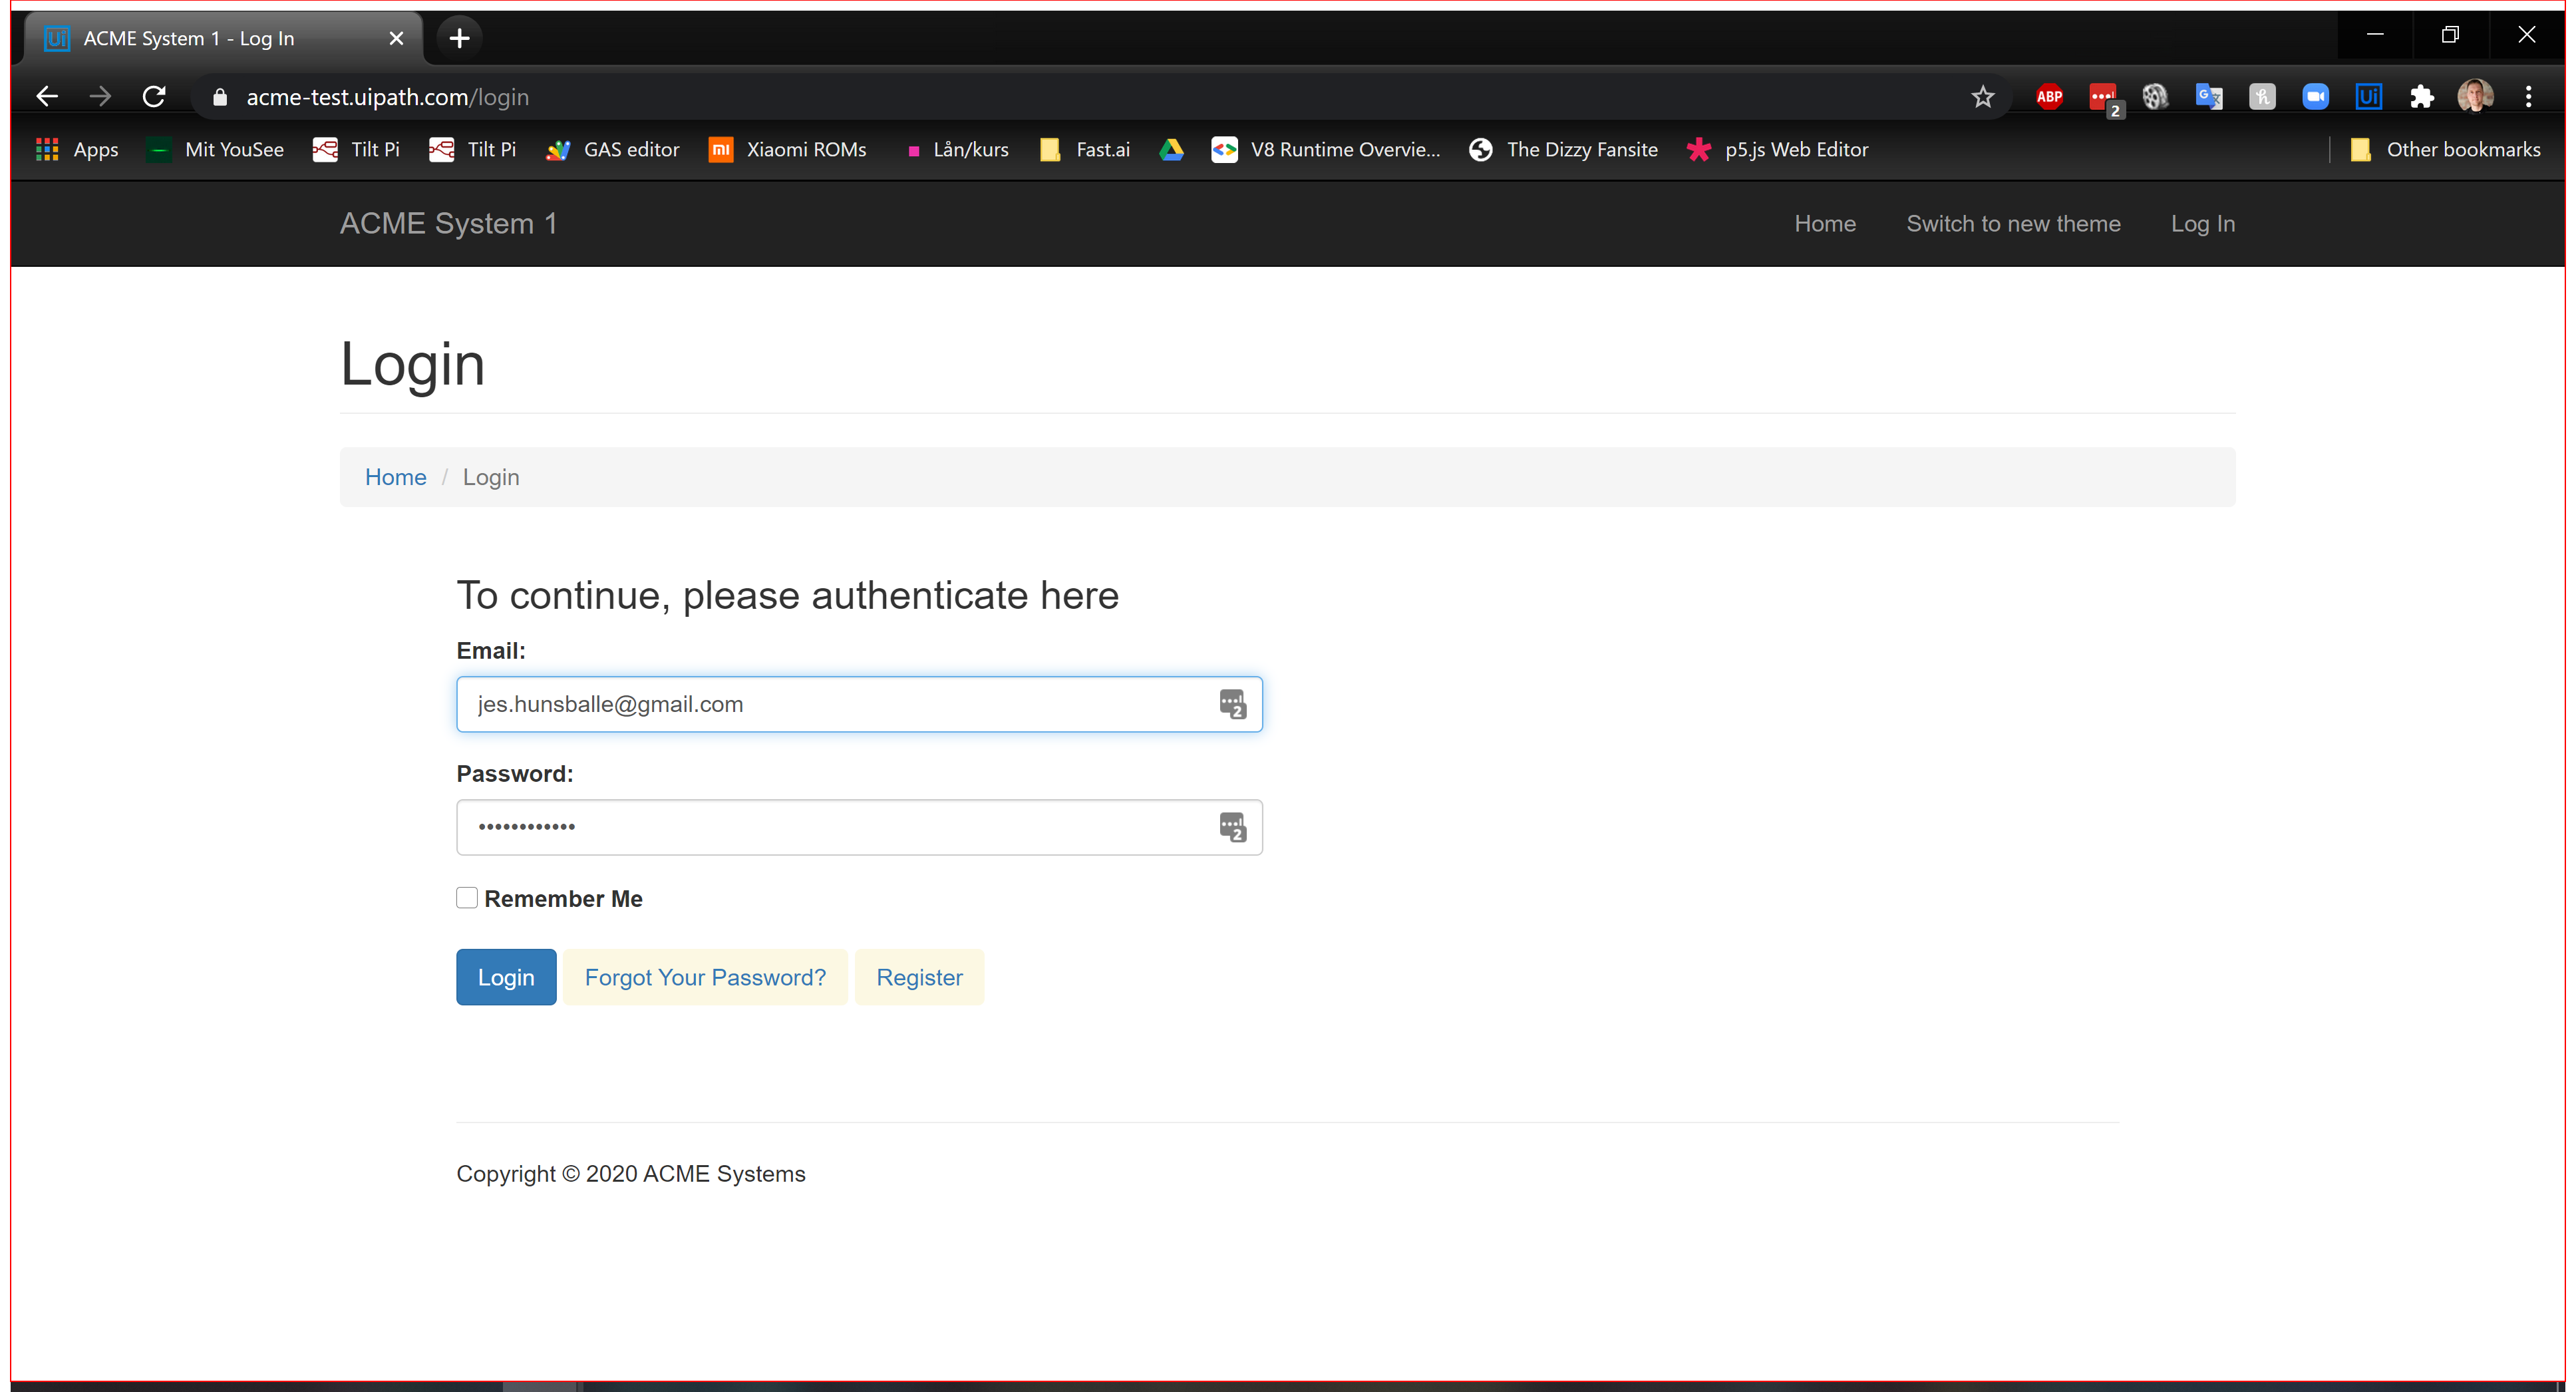 ACME System 1 - Log In
acme-test.uipath.com/login
ABP 2
Apps Mit YouSee Tilt Pi Tilt Pi GAS editor Xiaomi ROMs Lån/kurs Fast.ai V8 Runtime Overvie... The Dizzy Fansite p5.js Web Editor Other bookmarks
ACME System 1 Home Switch to new theme Log In
Login
Home / Login
To continue, please authenticate here
Email:
jes.hunsballe@gmail.com 2
Password:
•••••••••••• 2
Remember Me
Login Forgot Your Password? Register
Copyright © 2020 ACME Systems